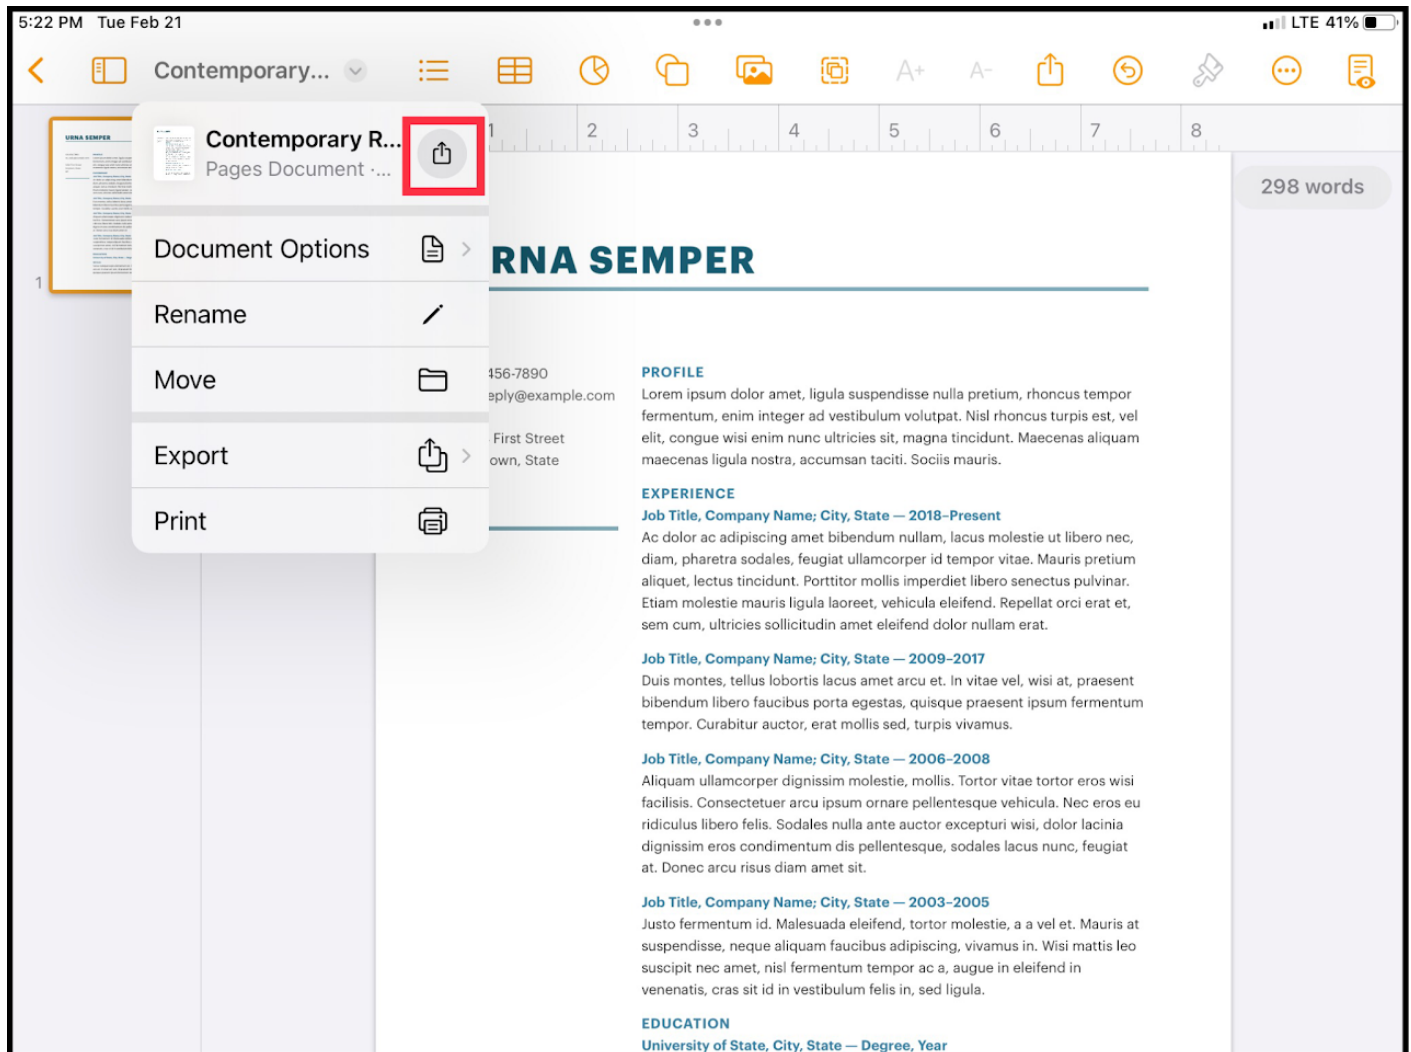 5:22 PM Tue Feb 21
LTE 41%
Contemporary...
A+ A-
Contemporary R...
Pages Document ·...
Document Options
Rename
Move
Export
Print
1
URNA SEMPER
1 2 3 4 5 6 7 8
298 words
RNA SEMPER
456-7890
eply@example.com
First Street
own, State
PROFILE
Lorem ipsum dolor amet, ligula suspendisse nulla pretium, rhoncus tempor
fermentum, enim integer ad vestibulum volutpat. Nisl rhoncus turpis est, vel
elit, congue wisi enim nunc ultricies sit, magna tincidunt. Maecenas aliquam
maecenas ligula nostra, accumsan taciti. Sociis mauris.
EXPERIENCE
Job Title, Company Name; City, State — 2018–Present
Ac dolor ac adipiscing amet bibendum nullam, lacus molestie ut libero nec,
diam, pharetra sodales, feugiat ullamcorper id tempor vitae. Mauris pretium
aliquet, lectus tincidunt. Porttitor mollis imperdiet libero senectus pulvinar.
Etiam molestie mauris ligula laoreet, vehicula eleifend. Repellat orci erat et,
sem cum, ultricies sollicitudin amet eleifend dolor nullam erat.
Job Title, Company Name; City, State — 2009–2017
Duis montes, tellus lobortis lacus amet arcu et. In vitae vel, wisi at, praesent
bibendum libero faucibus porta egestas, quisque praesent ipsum fermentum
tempor. Curabitur auctor, erat mollis sed, turpis vivamus.
Job Title, Company Name; City, State — 2006–2008
Aliquam ullamcorper dignissim molestie, mollis. Tortor vitae tortor eros wisi
facilisis. Consectetuer arcu ipsum ornare pellentesque vehicula. Nec eros eu
ridiculus libero felis. Sodales nulla ante auctor excepturi wisi, dolor lacinia
dignissim eros condimentum dis pellentesque, sodales lacus nunc, feugiat
at. Donec arcu risus diam amet sit.
Job Title, Company Name; City, State — 2003–2005
Justo fermentum id. Malesuada eleifend, tortor molestie, a a vel et. Mauris at
suspendisse, neque aliquam faucibus adipiscing, vivamus in. Wisi mattis leo
suscipit nec amet, nisl fermentum tempor ac a, augue in eleifend in
venenatis, cras sit id in vestibulum felis in, sed ligula.
EDUCATION
University of State, City, State — Degree, Year